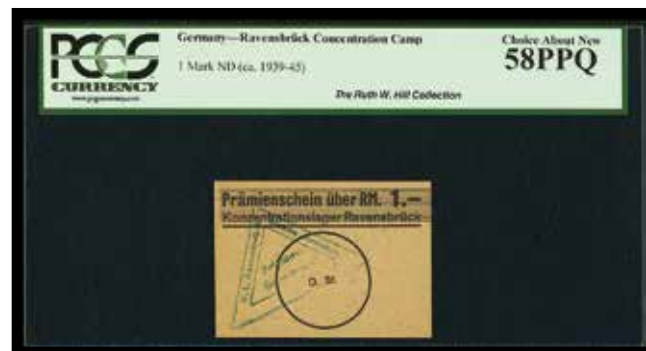 PCGS
CURRENCY
Germany—Ravensbrück Concentration Camp
1 Mark ND (ca. 1939-45)
The Ruth W. Hill Collection
Choice About New
58PPQ
Prämienschein über RM. 1.—
Konzentrationslager Ravensbrück
D. St.